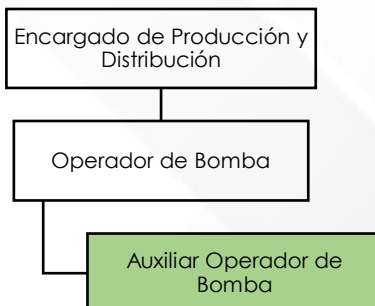 Encargado de Producción y
Distribución
Operador de Bomba
Auxiliar Operador de
Bomba